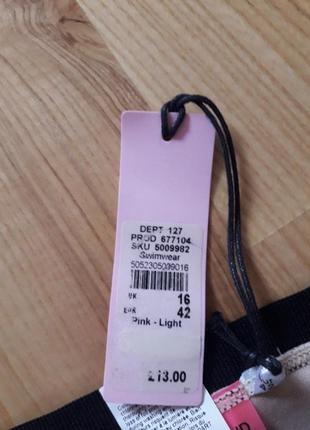 DEPT 127
PROD 677104
SKU 5009982
Swimwear
5052305099016
UK 16
EUR 42
Pink - Light
£13.00